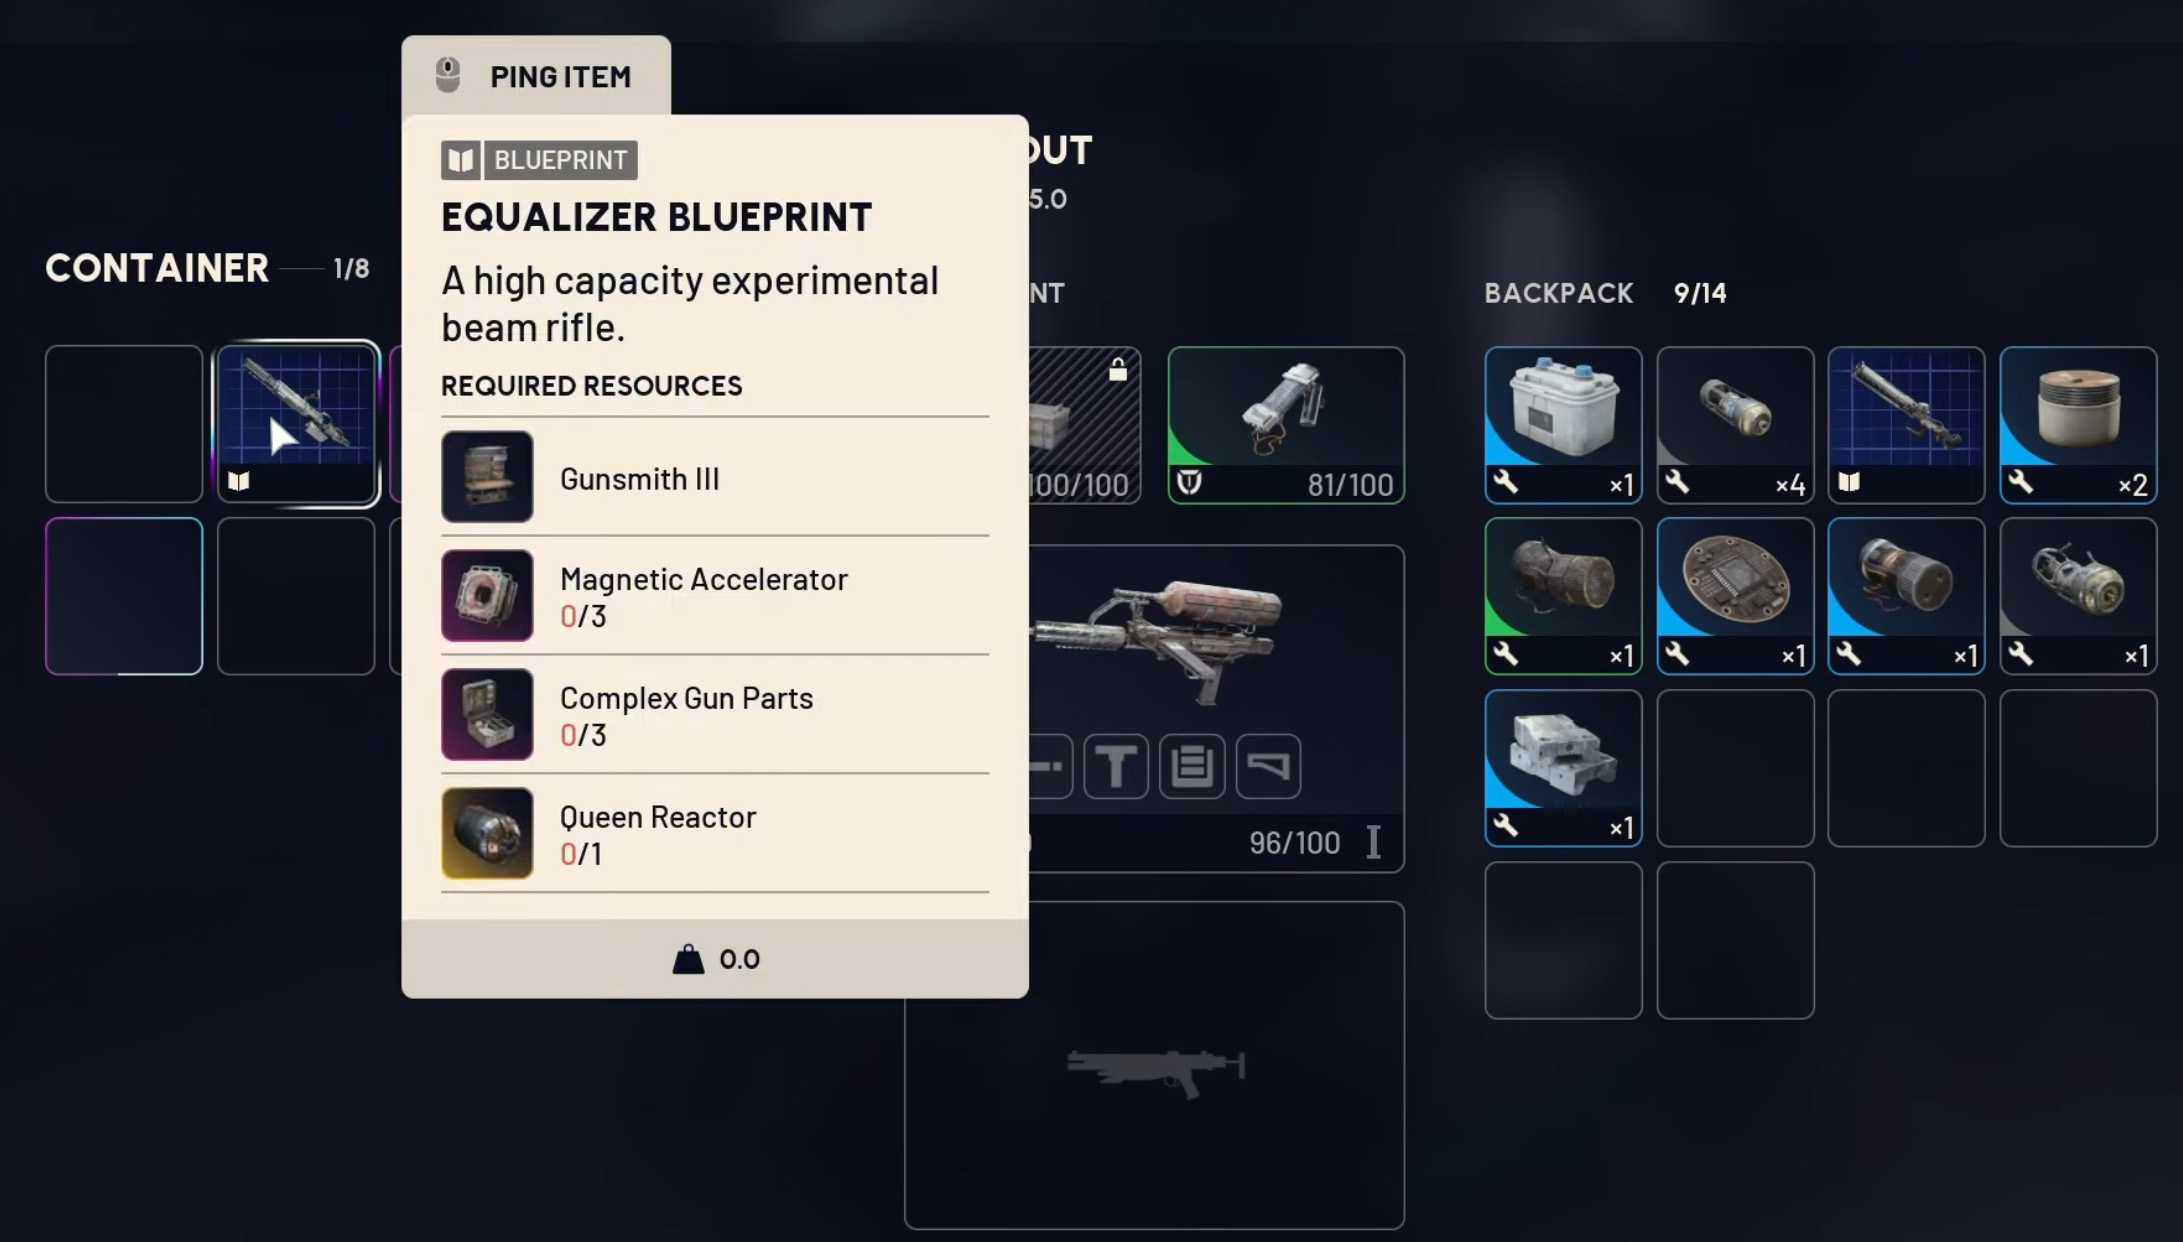 PING ITEM
BLUEPRINT
EQUALIZER BLUEPRINT
A high capacity experimental
beam rifle.
REQUIRED RESOURCES
Gunsmith III
Magnetic Accelerator
0/3
Complex Gun Parts
0/3
Queen Reactor
0/1
0.0
CONTAINER 1/8
OUT
5.0
NT
100/100
81/100
96/100 I
BACKPACK 9/14
×1
×4
×2
×1
×1
×1
×1
×1